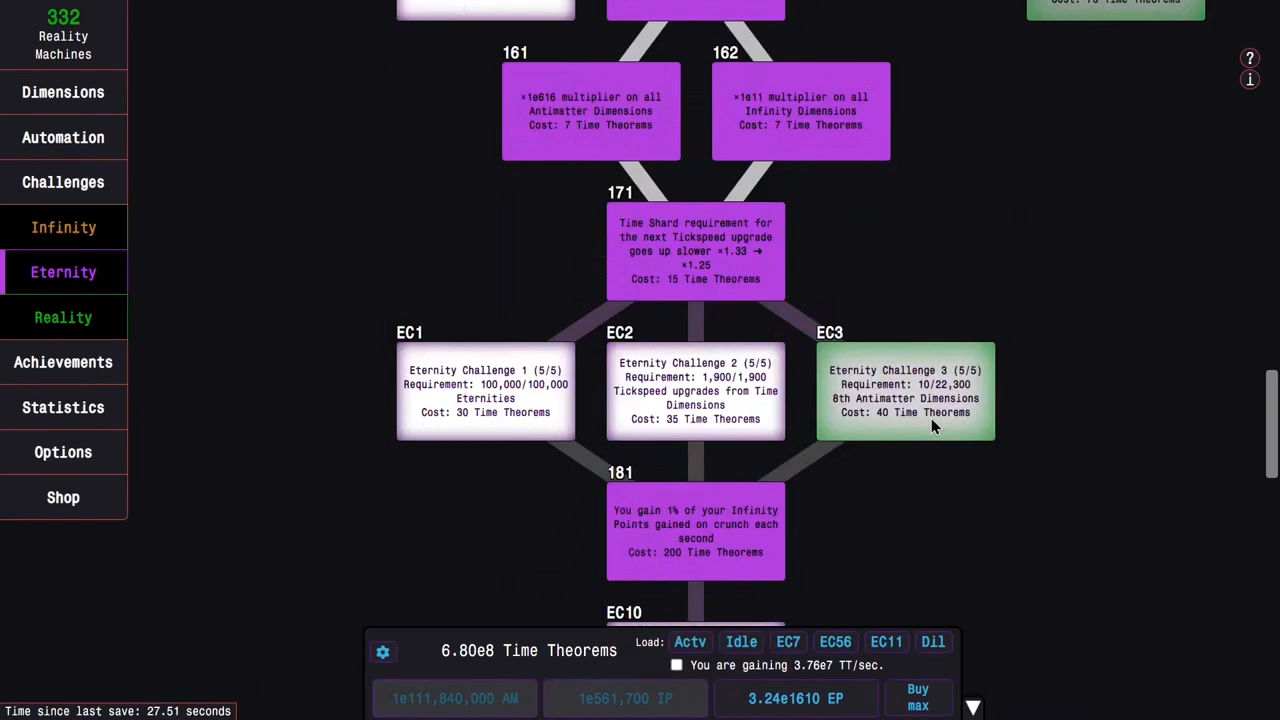 332
Reality
Machines
Dimensions
Automation
Challenges
Infinity
Eternity
Reality
Achievements
Statistics
Options
Shop
?
i
161
×1e616 multiplier on all
Antimatter Dimensions
Cost: 7 Time Theorems
162
×1e11 multiplier on all
Infinity Dimensions
Cost: 7 Time Theorems
171
Time Shard requirement for
the next Tickspeed upgrade
goes up slower ×1.33 ➜
×1.25
Cost: 15 Time Theorems
EC1
Eternity Challenge 1 (5/5)
Requirement: 100,000/100,000
Eternities
Cost: 30 Time Theorems
EC2
Eternity Challenge 2 (5/5)
Requirement: 1,900/1,900
Tickspeed upgrades from Time
Dimensions
Cost: 35 Time Theorems
EC3
Eternity Challenge 3 (5/5)
Requirement: 10/22,300
8th Antimatter Dimensions
Cost: 40 Time Theorems
181
You gain 1% of your Infinity
Points gained on crunch each
second
Cost: 200 Time Theorems
EC10
6.80e8 Time Theorems
Load: Actv Idle EC7 EC56 EC11 Dil
You are gaining 3.76e7 TT/sec.
1e111,840,000 AM
1e561,700 IP
3.24e1610 EP
Buy
max
Time since last save: 27.51 seconds